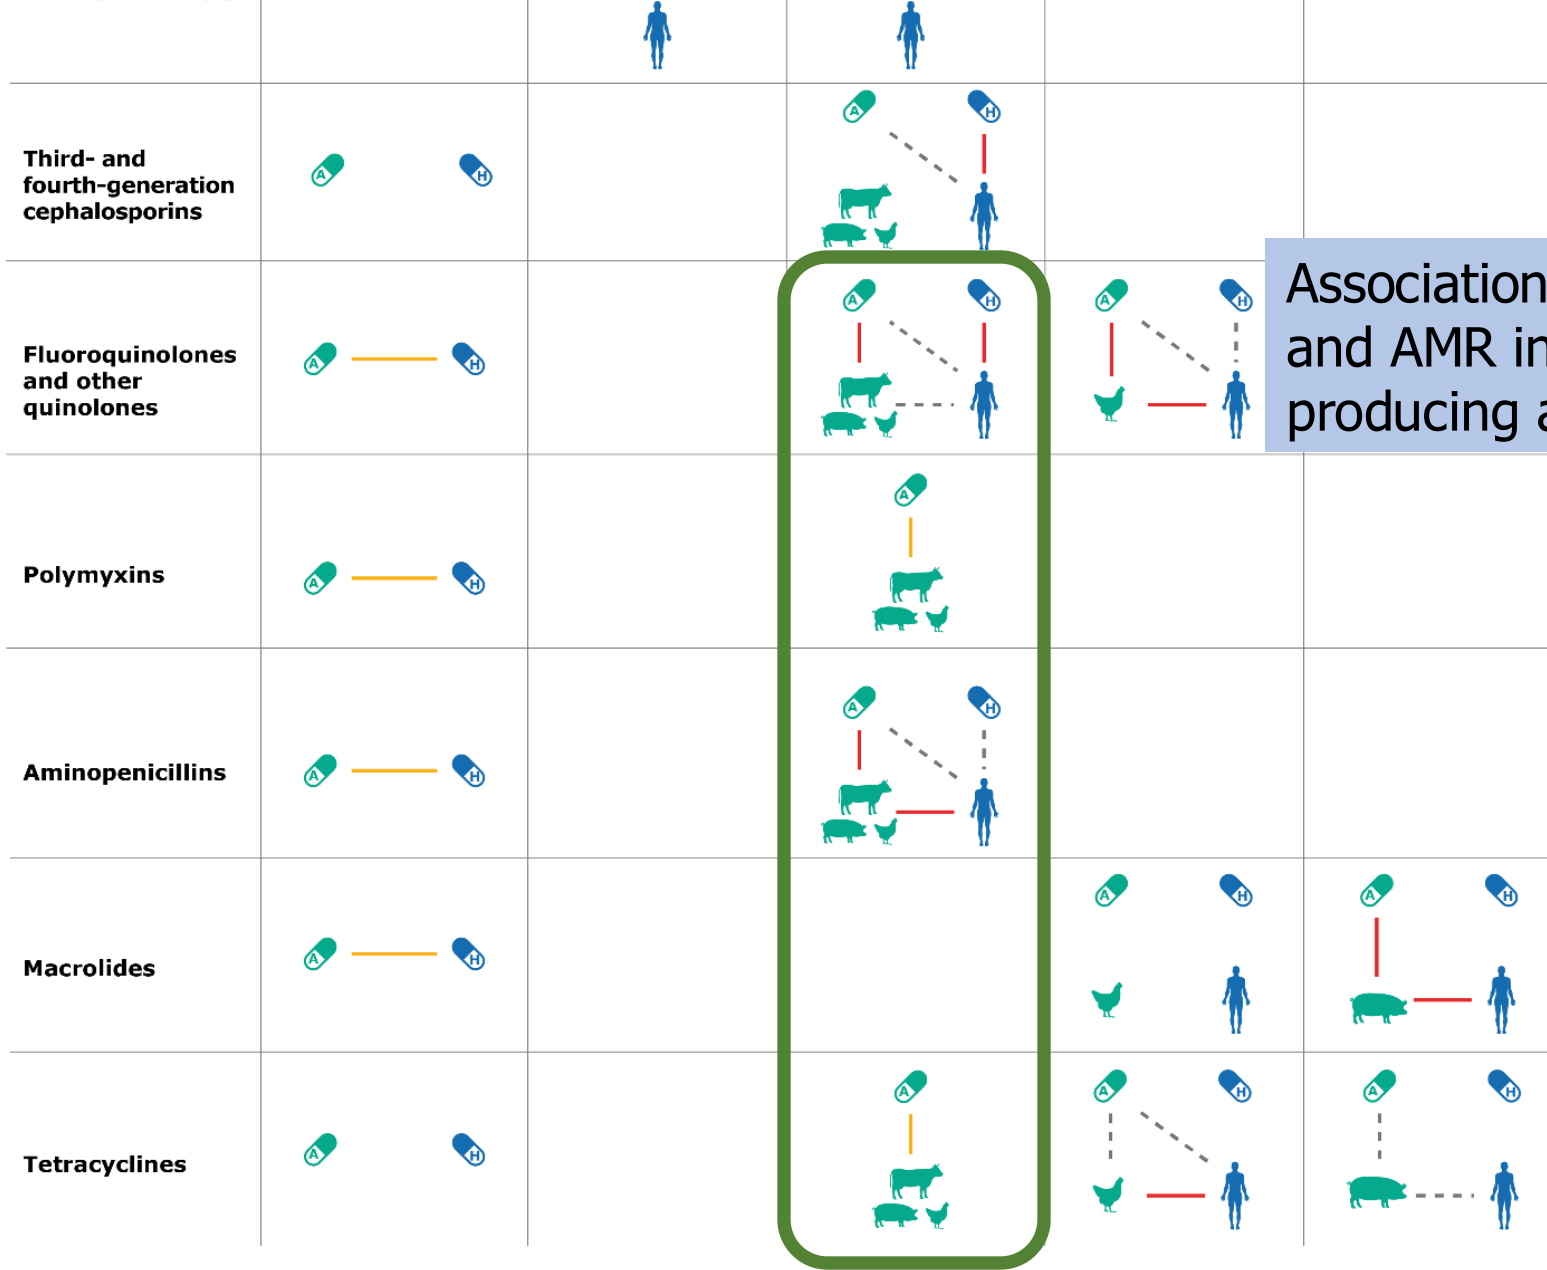 A H
Third- and
fourth-generation
cephalosporins
A H
A H A H
Fluoroquinolones
and other
quinolones
A H
Association
and AMR in
producing a
A
Polymyxins
A H
A H
Aminopenicillins
A H
A H A H
Macrolides
A H
A A H A H
Tetracyclines
A H